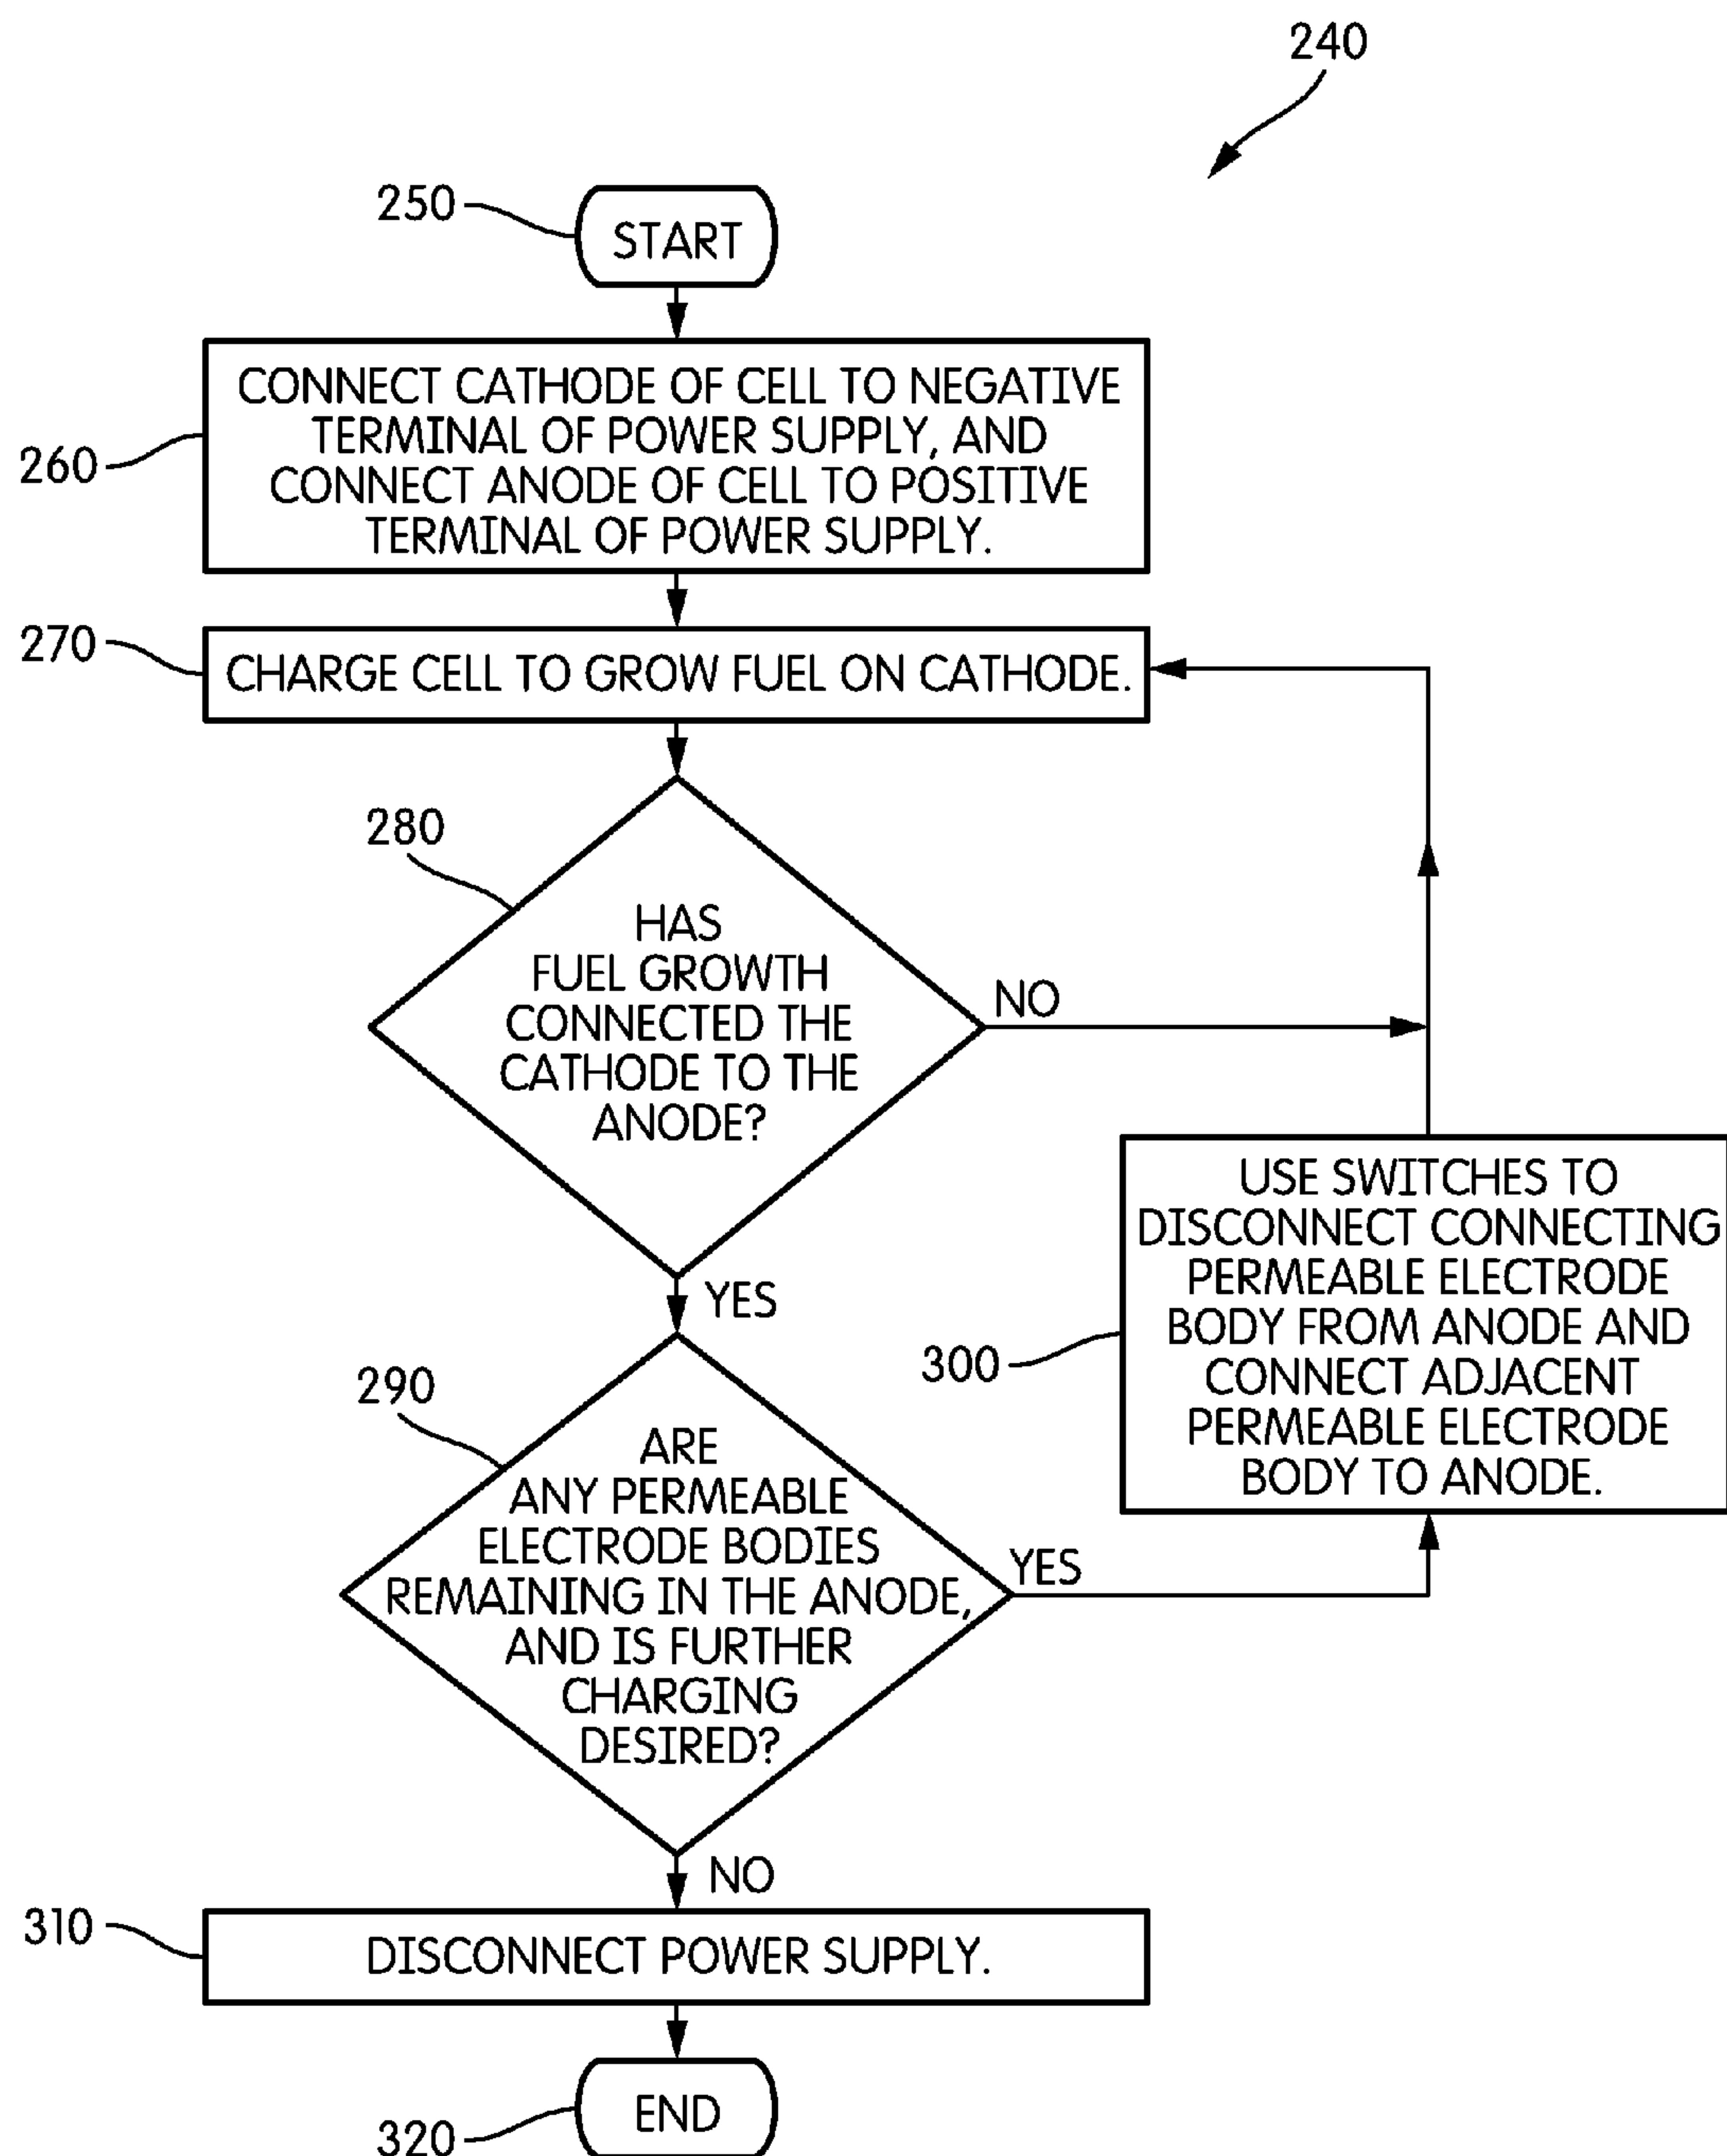 240
250
START
260
CONNECT CATHODE OF CELL TO NEGATIVE
TERMINAL OF POWER SUPPLY, AND
CONNECT ANODE OF CELL TO POSITIVE
TERMINAL OF POWER SUPPLY.
270
CHARGE CELL TO GROW FUEL ON CATHODE.
280
HAS
FUEL GROWTH
CONNECTED THE
CATHODE TO THE
ANODE?
NO
YES
290
ARE
ANY PERMEABLE
ELECTRODE BODIES
REMAINING IN THE ANODE,
AND IS FURTHER
CHARGING
DESIRED?
YES
300
USE SWITCHES TO
DISCONNECT CONNECTING
PERMEABLE ELECTRODE
BODY FROM ANODE AND
CONNECT ADJACENT
PERMEABLE ELECTRODE
BODY TO ANODE.
NO
310
DISCONNECT POWER SUPPLY.
320
END